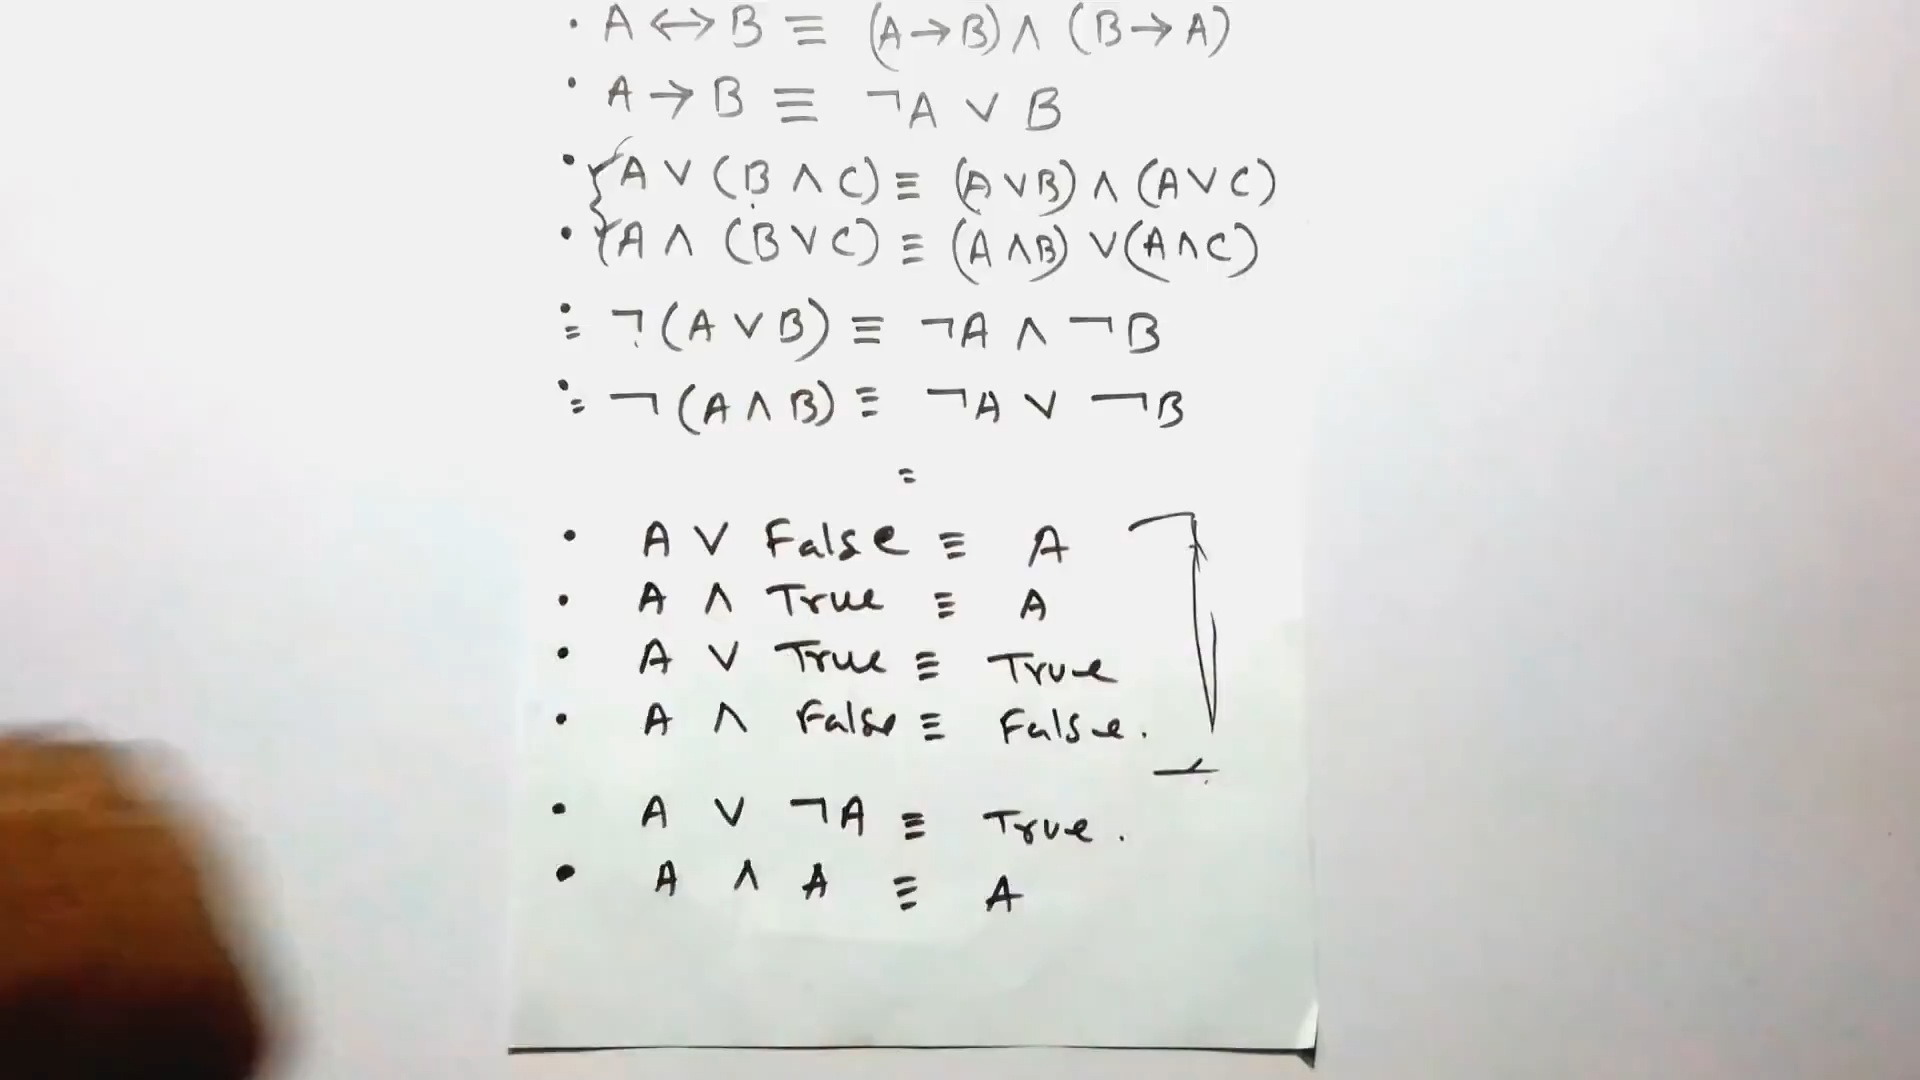 • A ↔ B ≡ (A → B) ∧ (B → A)
• A → B ≡ ¬A ∨ B
• A ∨ (B ∧ C) ≡ (A ∨ B) ∧ (A ∨ C)
• A ∧ (B ∨ C) ≡ (A ∧ B) ∨ (A ∧ C)
• ¬(A ∨ B) ≡ ¬A ∧ ¬B
• ¬(A ∧ B) ≡ ¬A ∨ ¬B
• A ∨ False ≡ A
• A ∧ True ≡ A
• A ∨ True ≡ True
• A ∧ False ≡ False.
• A ∨ ¬A ≡ True.
• A ∧ A ≡ A